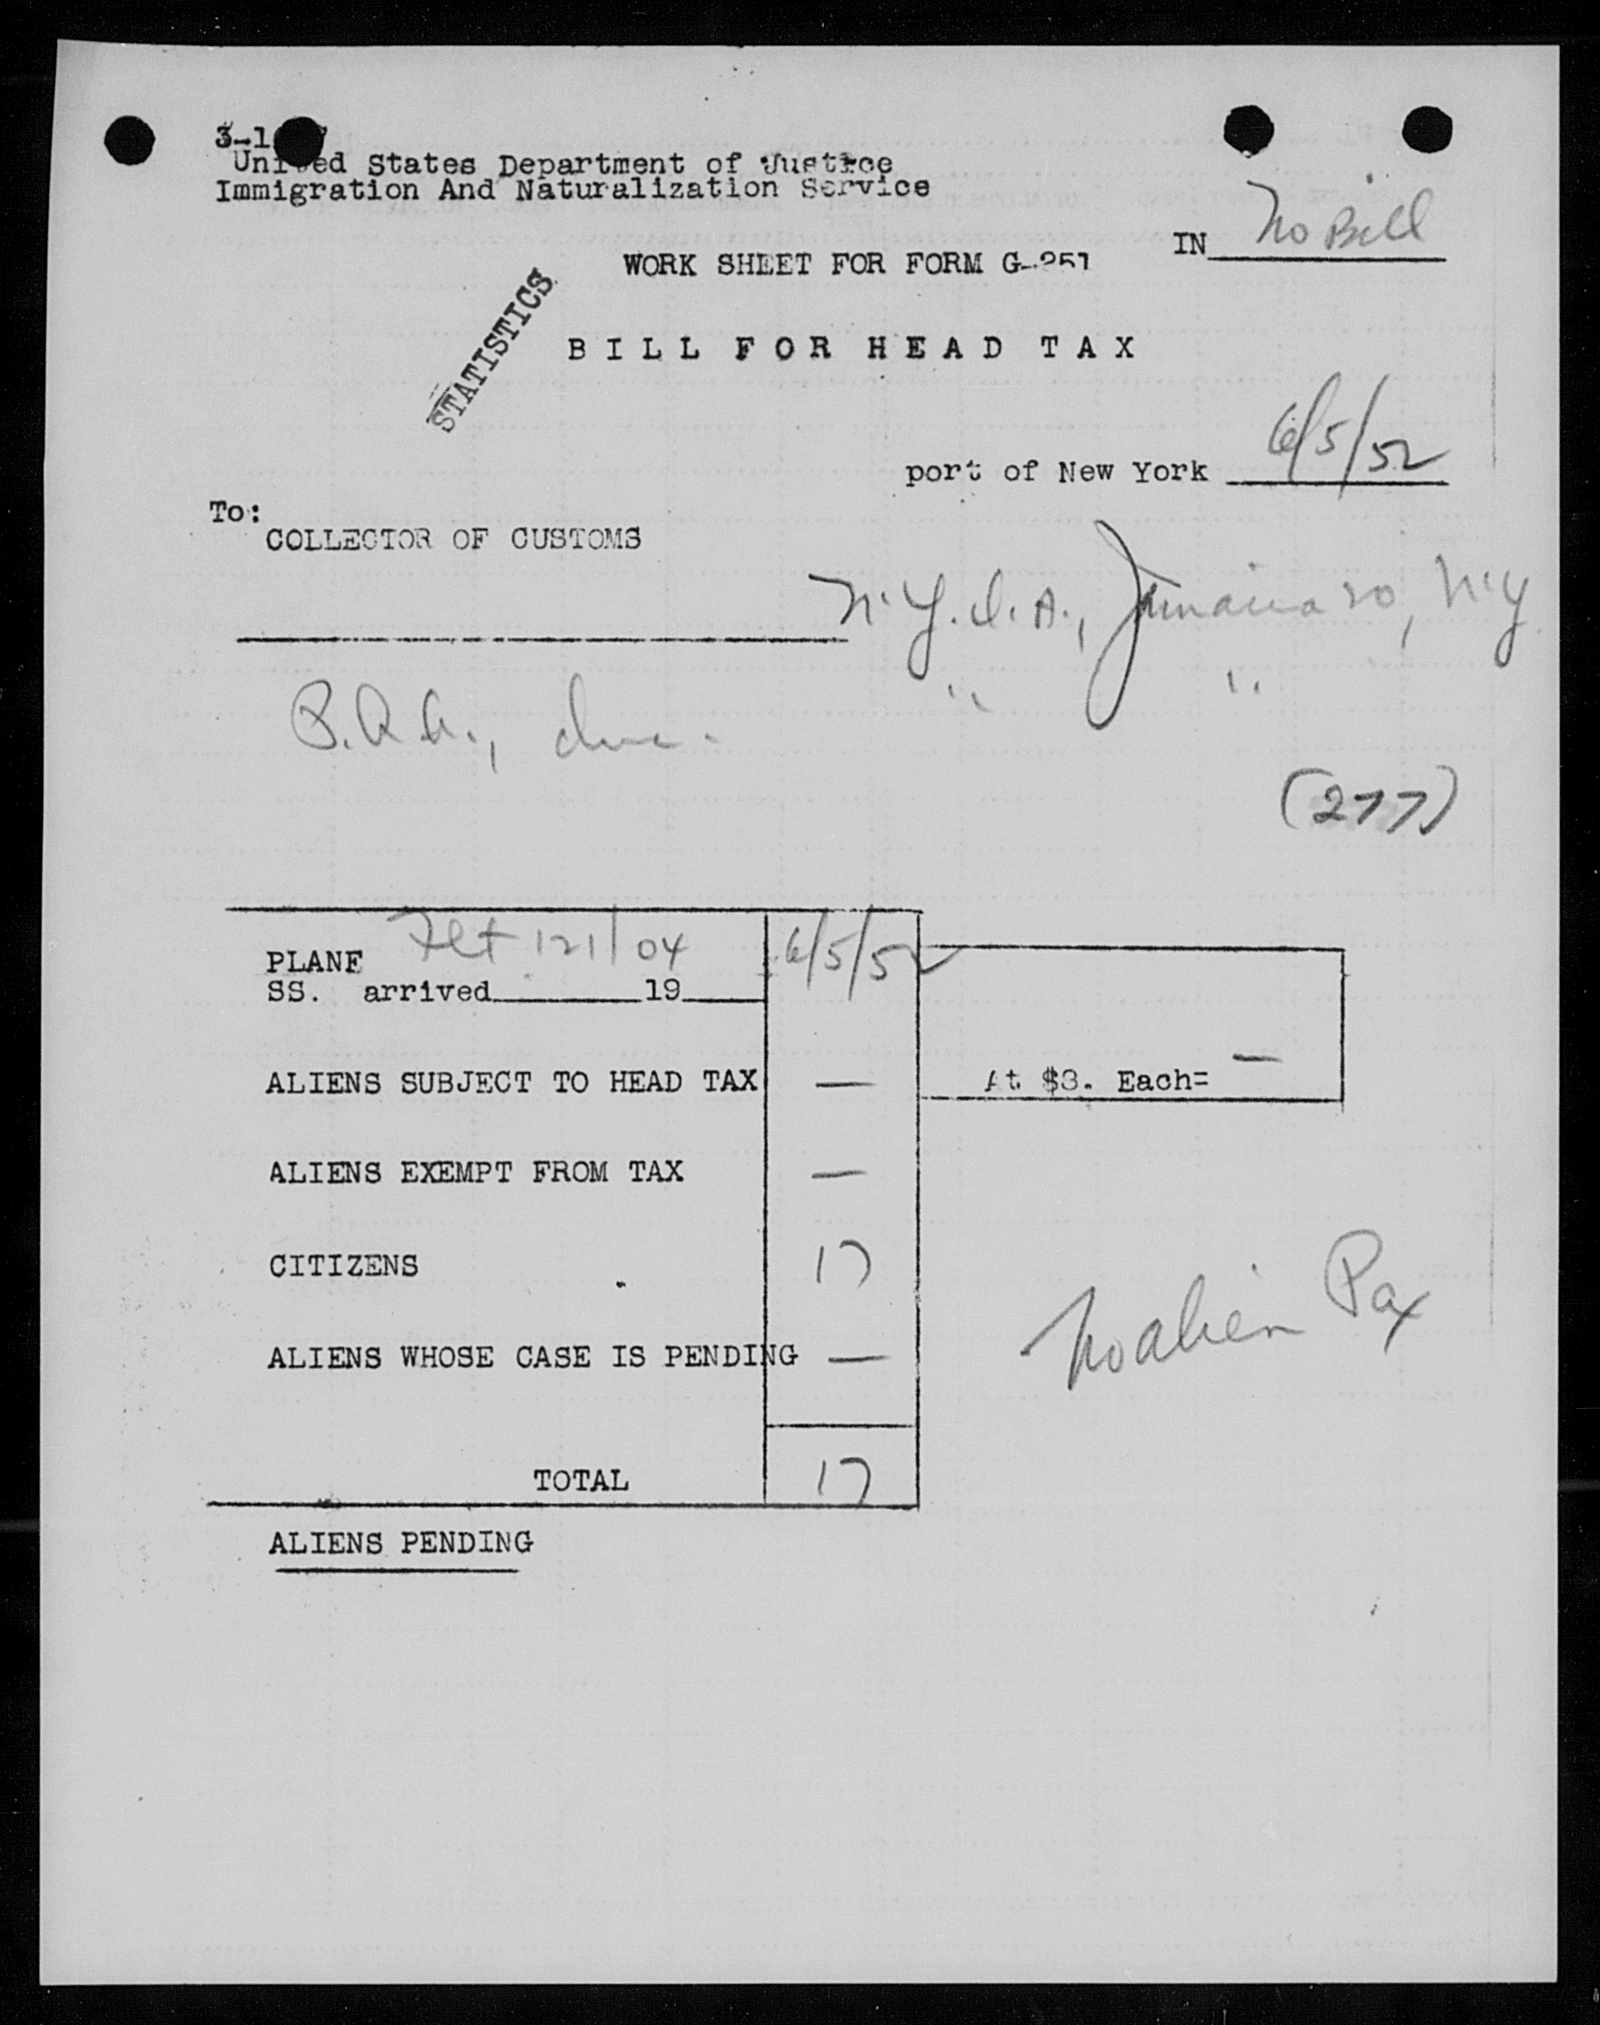 3-1
United States Department of Justice
Immigration And Naturalization Service
IN No Bill
WORK SHEET FOR FORM G-251
STATISTICS
BILL FOR HEAD TAX
port of New York 6/5/52
To:
COLLECTOR OF CUSTOMS
N.Y.I.A., Jamaica 20, N.Y
P.A.A., Inc. " "
(277)
PLANE Flt 121/04 6/5/52
SS. arrived 19
ALIENS SUBJECT TO HEAD TAX — At $8. Each= —
ALIENS EXEMPT FROM TAX —
CITIZENS 17
No alien Pax
ALIENS WHOSE CASE IS PENDING —
TOTAL 17
ALIENS PENDING